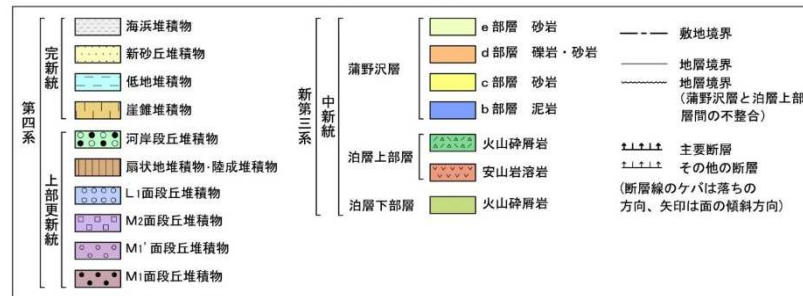 第四系
完新統
海浜堆積物
新砂丘堆積物
低地堆積物
崖錐堆積物
上部更新統
河岸段丘堆積物
扇状地堆積物・陸成堆積物
L1面段丘堆積物
M2面段丘堆積物
M1'面段丘堆積物
M1面段丘堆積物
新第三系
中新統
蒲野沢層
e部層 砂岩
d部層 礫岩・砂岩
c部層 砂岩
b部層 泥岩
泊層上部層
火山砕屑岩
安山岩溶岩
泊層下部層
火山砕屑岩
敷地境界
地層境界
地層境界
(蒲野沢層と泊層上部
層間の不整合)
主要断層
その他の断層
(断層線のケバは落ちの
方向、矢印は面の傾斜方向)